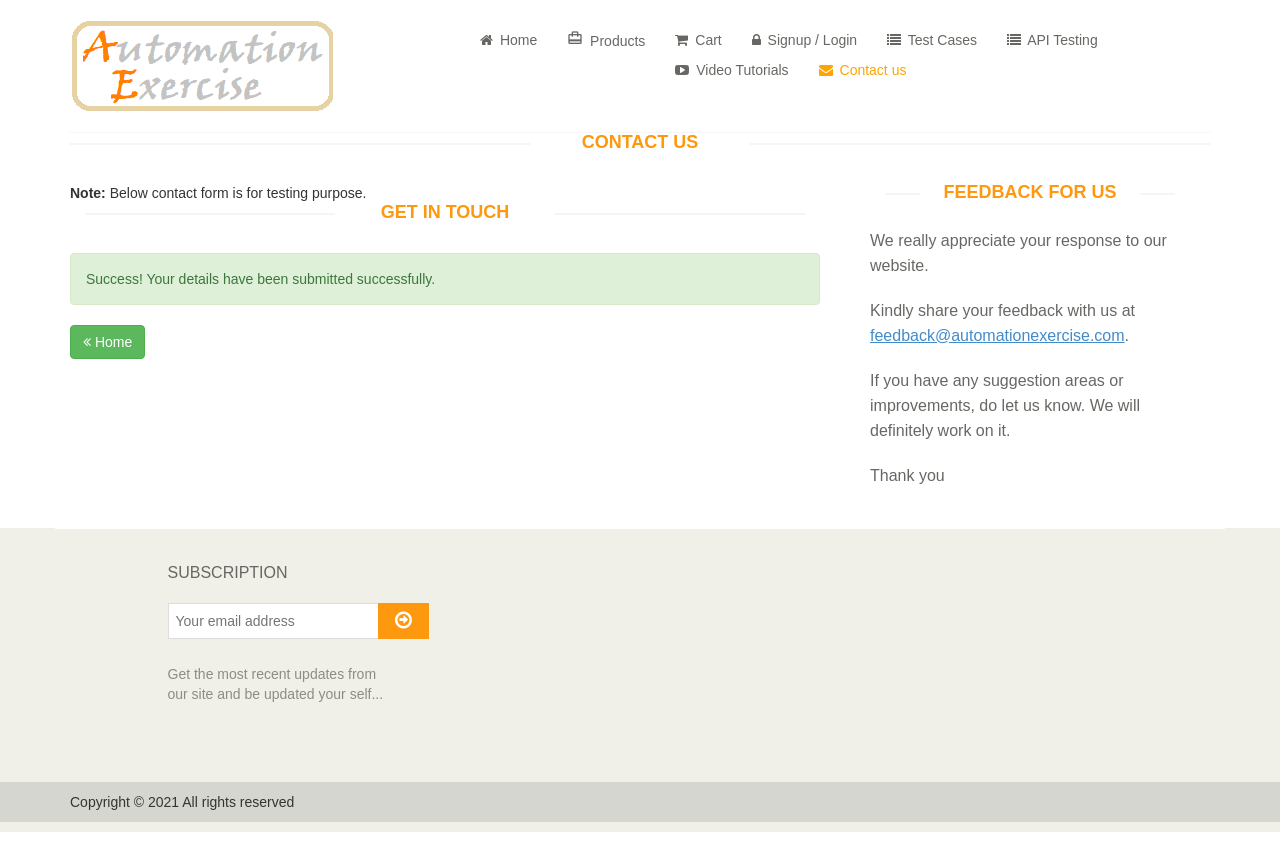 Automation
Exercise
Home
Products
Cart
Signup / Login
Test Cases
API Testing
Video Tutorials
Contact us
CONTACT US
Note: Below contact form is for testing purpose.
GET IN TOUCH
Success! Your details have been submitted successfully.
« Home
FEEDBACK FOR US
We really appreciate your response to our
website.
Kindly share your feedback with us at
feedback@automationexercise.com.
If you have any suggestion areas or
improvements, do let us know. We will
definitely work on it.
Thank you
SUBSCRIPTION
Your email address
Get the most recent updates from
our site and be updated your self...
Copyright © 2021 All rights reserved